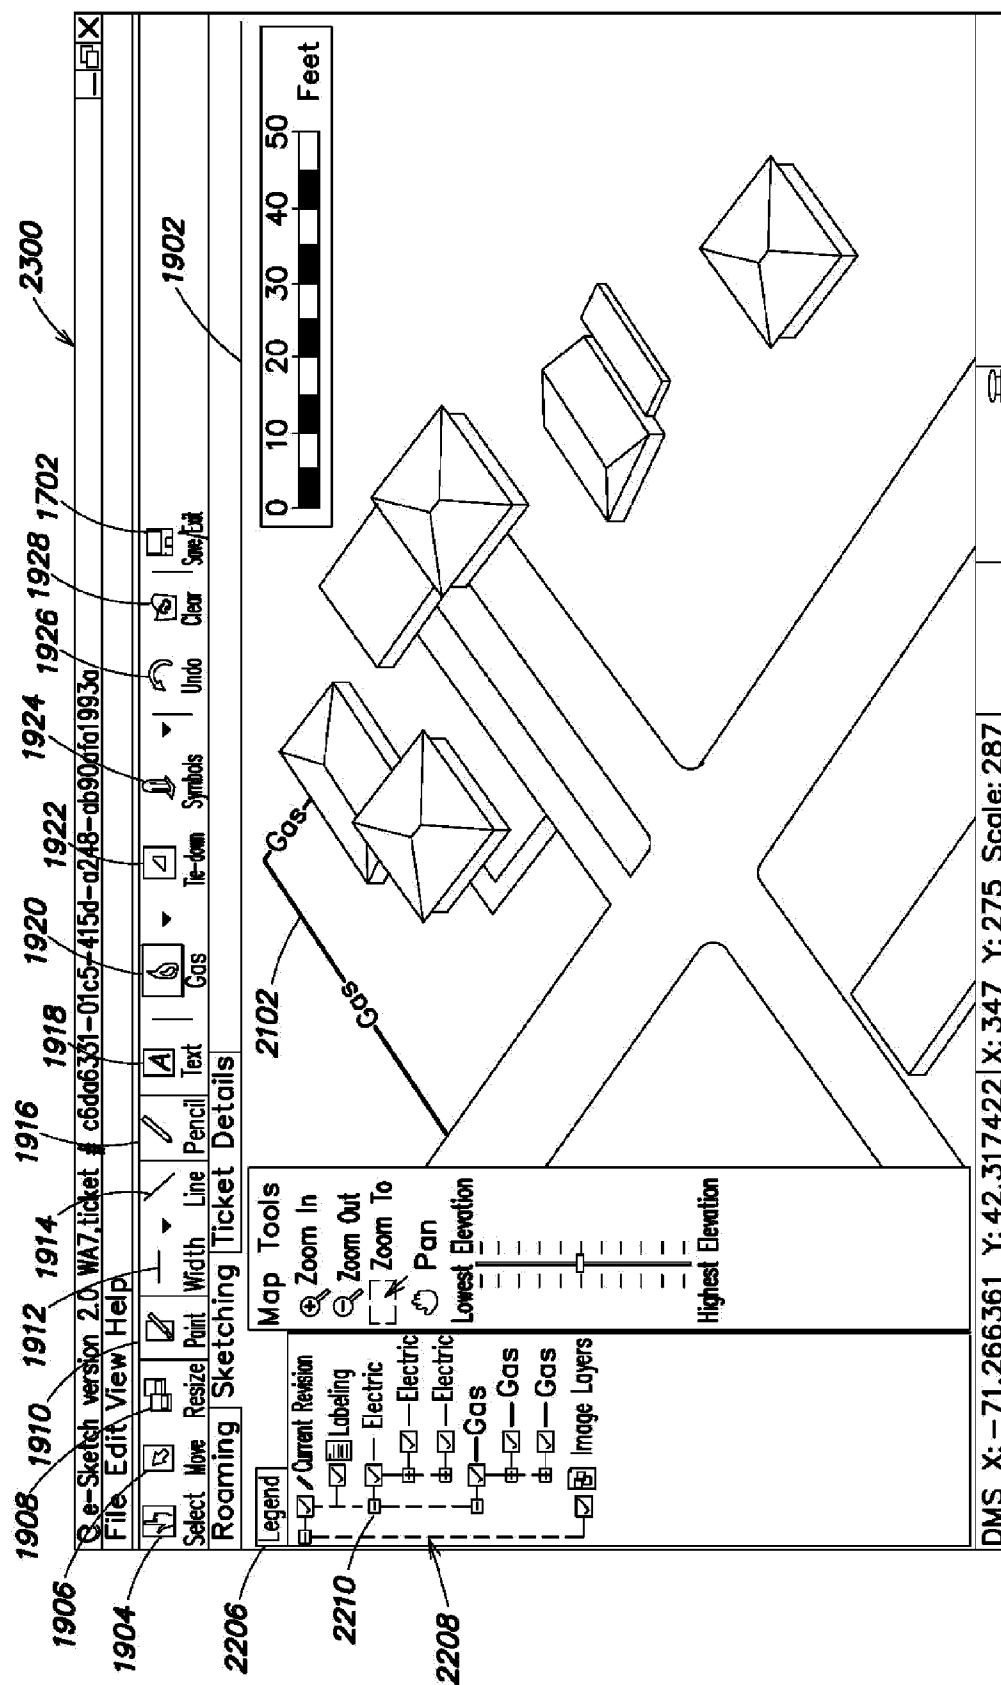 2300
e-Sketch version 2.0 WA7,ticket # c6da6331-01c5-415d-a248-ab90dfa1993a
File Edit View Help
1904
1906
1908
1910
1912
1914
1916
1918
1920
1922
1924
1926
1928
1702
1902
Select Move Resize Paint Width Line Pencil Text Gas Tie-down Symbols Undo Clear Save/Exit
Roaming Sketching Ticket Details
2206
Legend
Current Revision
Labeling
Electric
Electric
Electric
Gas
Gas
Gas
Image Layers
2210
2208
Map Tools
Zoom In
Zoom Out
Zoom To
Pan
Lowest Elevation
Highest Elevation
2102
Gas
Gas
0 10 20 30 40 50
Feet
DMS X:-71.266361 Y:42.317422 X:347 Y:275 Scale:287